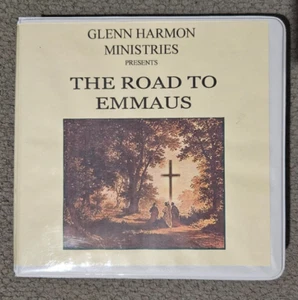 GLENN HARMON
MINISTRIES
PRESENTS
THE ROAD TO
EMMAUS